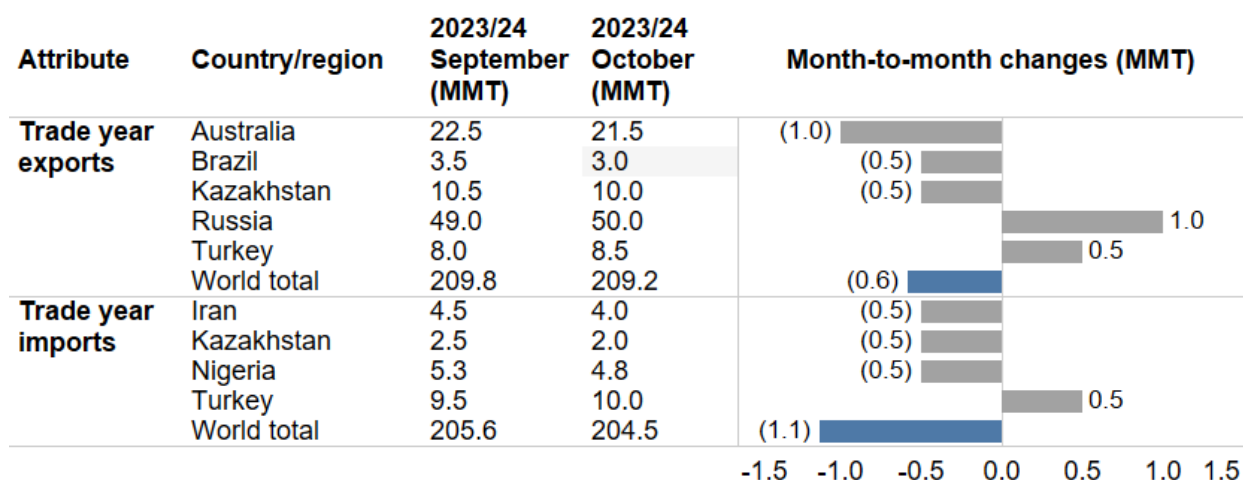 Attribute Country/region 2023/24 September (MMT) 2023/24 October (MMT) Month-to-month changes (MMT)
Trade year exports Australia 22.5 21.5 (1.0)
Brazil 3.5 3.0 (0.5)
Kazakhstan 10.5 10.0 (0.5)
Russia 49.0 50.0 1.0
Turkey 8.0 8.5 0.5
World total 209.8 209.2 (0.6)
Trade year imports Iran 4.5 4.0 (0.5)
Kazakhstan 2.5 2.0 (0.5)
Nigeria 5.3 4.8 (0.5)
Turkey 9.5 10.0 0.5
World total 205.6 204.5 (1.1)
-1.5 -1.0 -0.5 0.0 0.5 1.0 1.5